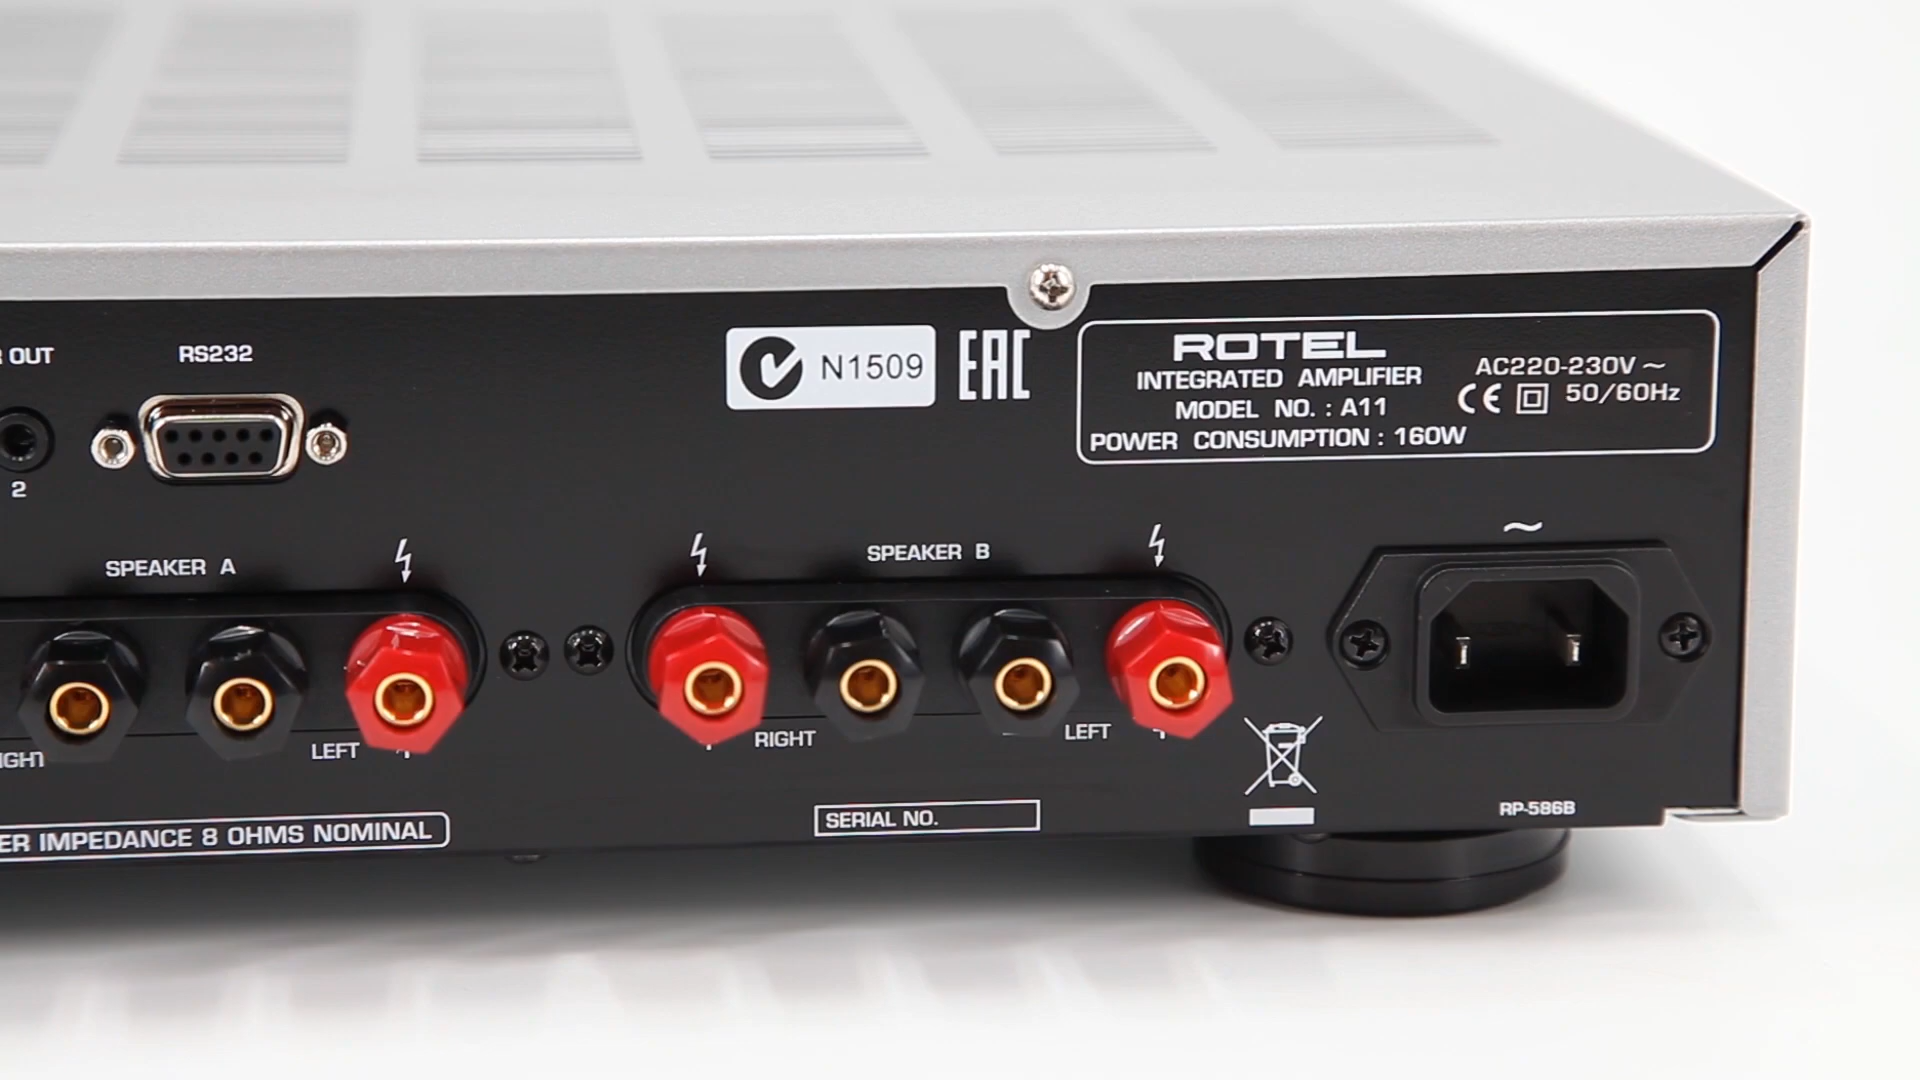 R OUT
RS232
2
N1509
EAC
ROTEL
INTEGRATED AMPLIFIER
MODEL NO. : A11
POWER CONSUMPTION : 160W
AC220-230V ~
CE 50/60Hz
~
SPEAKER A
SPEAKER B
LEFT
RIGHT
LEFT
IMPEDANCE 8 OHMS NOMINAL
SERIAL NO.
RP-586B